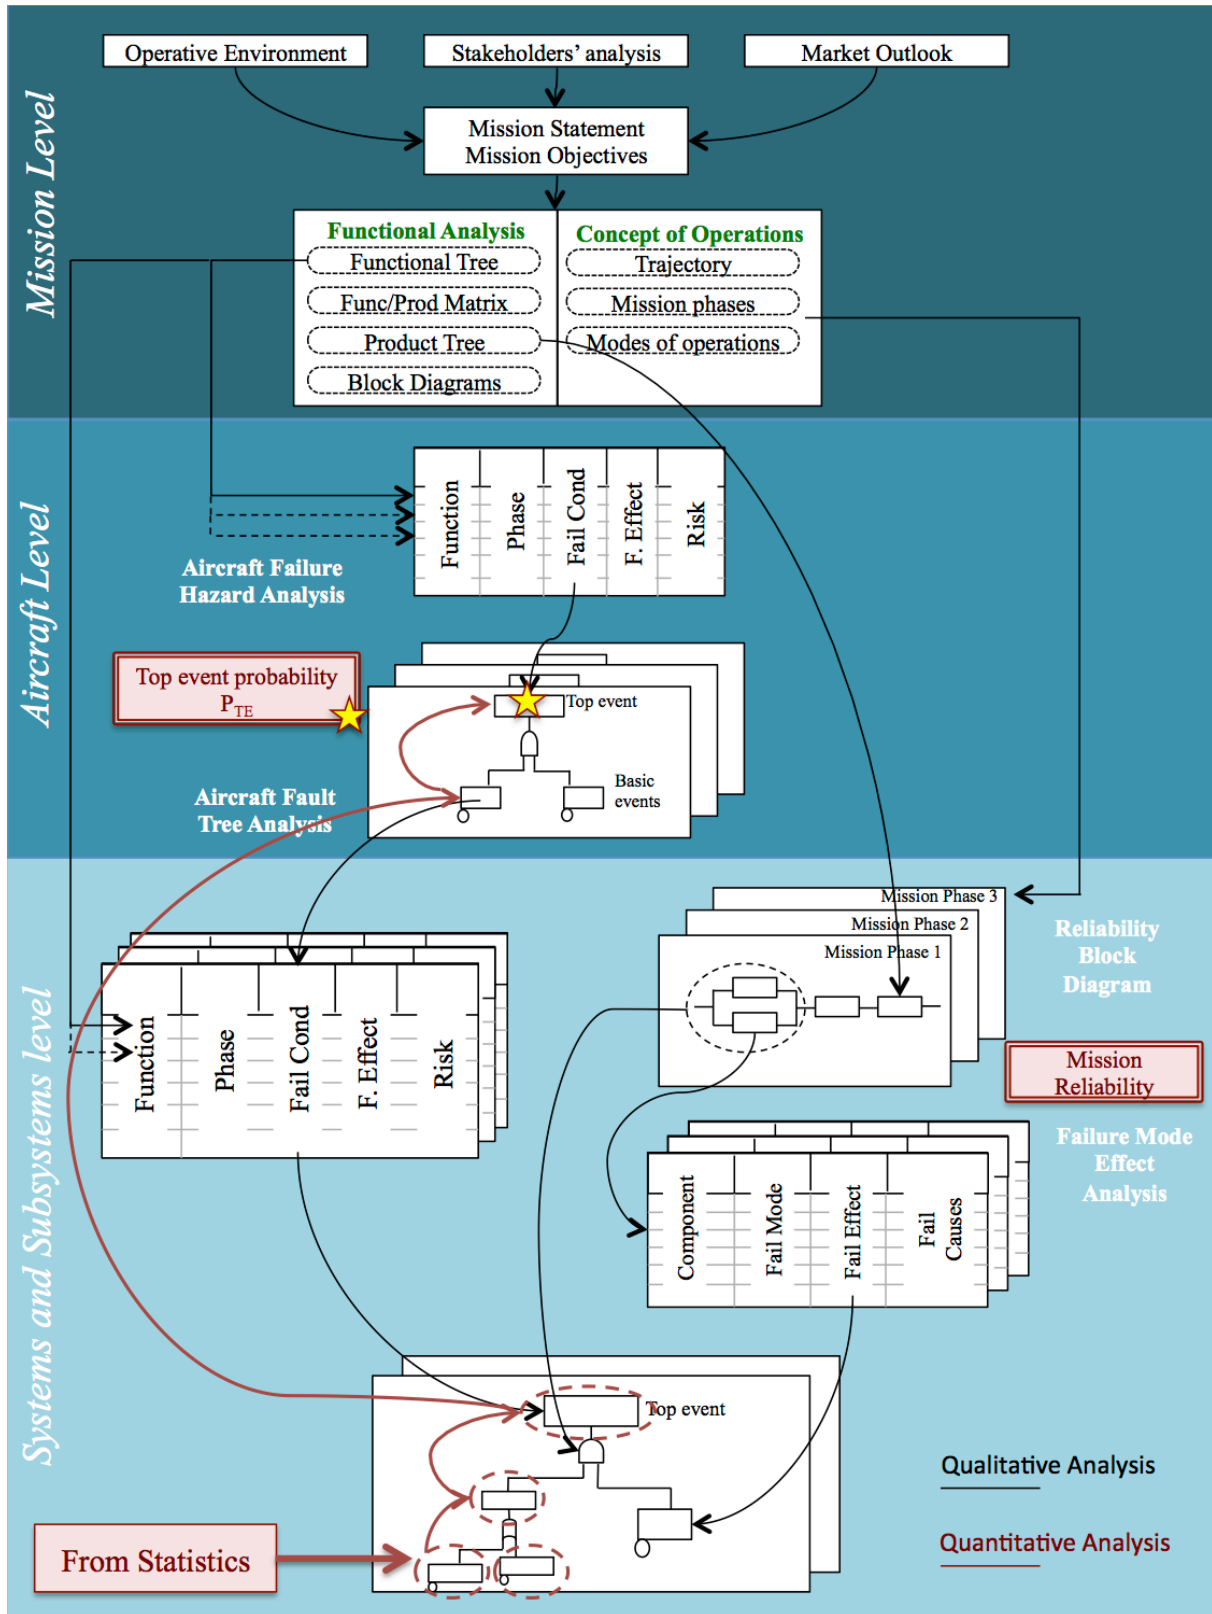 Mission Level
Operative Environment
Stakeholders' analysis
Market Outlook
Mission Statement
Mission Objectives
Functional Analysis
Functional Tree
Func/Prod Matrix
Product Tree
Block Diagrams
Concept of Operations
Trajectory
Mission phases
Modes of operations
Aircraft Level
Function
Phase
Fail Cond
F. Effect
Risk
Aircraft Failure
Hazard Analysis
Top event probability
P_TE
Top event
Basic
events
Aircraft Fault
Tree Analysis
Systems and Subsystems level
Mission Phase 3
Mission Phase 2
Mission Phase 1
Reliability
Block
Diagram
Function
Phase
Fail Cond
F. Effect
Risk
Mission
Reliability
Failure Mode
Effect
Analysis
Component
Fail Mode
Fail Effect
Fail
Causes
Top event
Qualitative Analysis
Quantitative Analysis
From Statistics